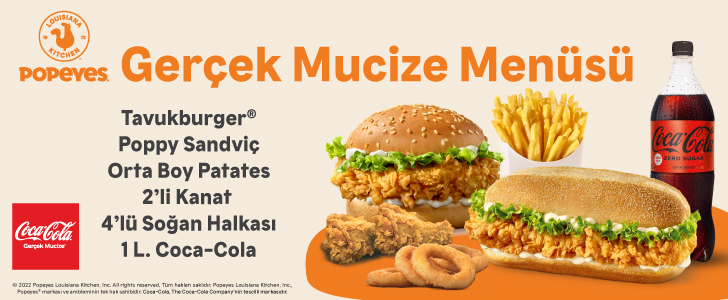 LOUISIANA
KITCHEN
POPEYES
Gerçek Mucize Menüsü
Tavukburger®
Poppy Sandviç
Orta Boy Patates
2'li Kanat
4'lü Soğan Halkası
1 L. Coca-Cola
Coca-Cola
Gerçek Mucize
Coca-Cola
ZERO SUGAR
© 2022 Popeyes Louisiana Kitchen, Inc. All rights reserved. Tüm hakları saklıdır. Popeyes Louisiana Kitchen, Inc.,
Popeyes® markası ve ambleminin tek hak sahibidir. Coca-Cola, The Coca-Cola Company'nin tescilli markasıdır.